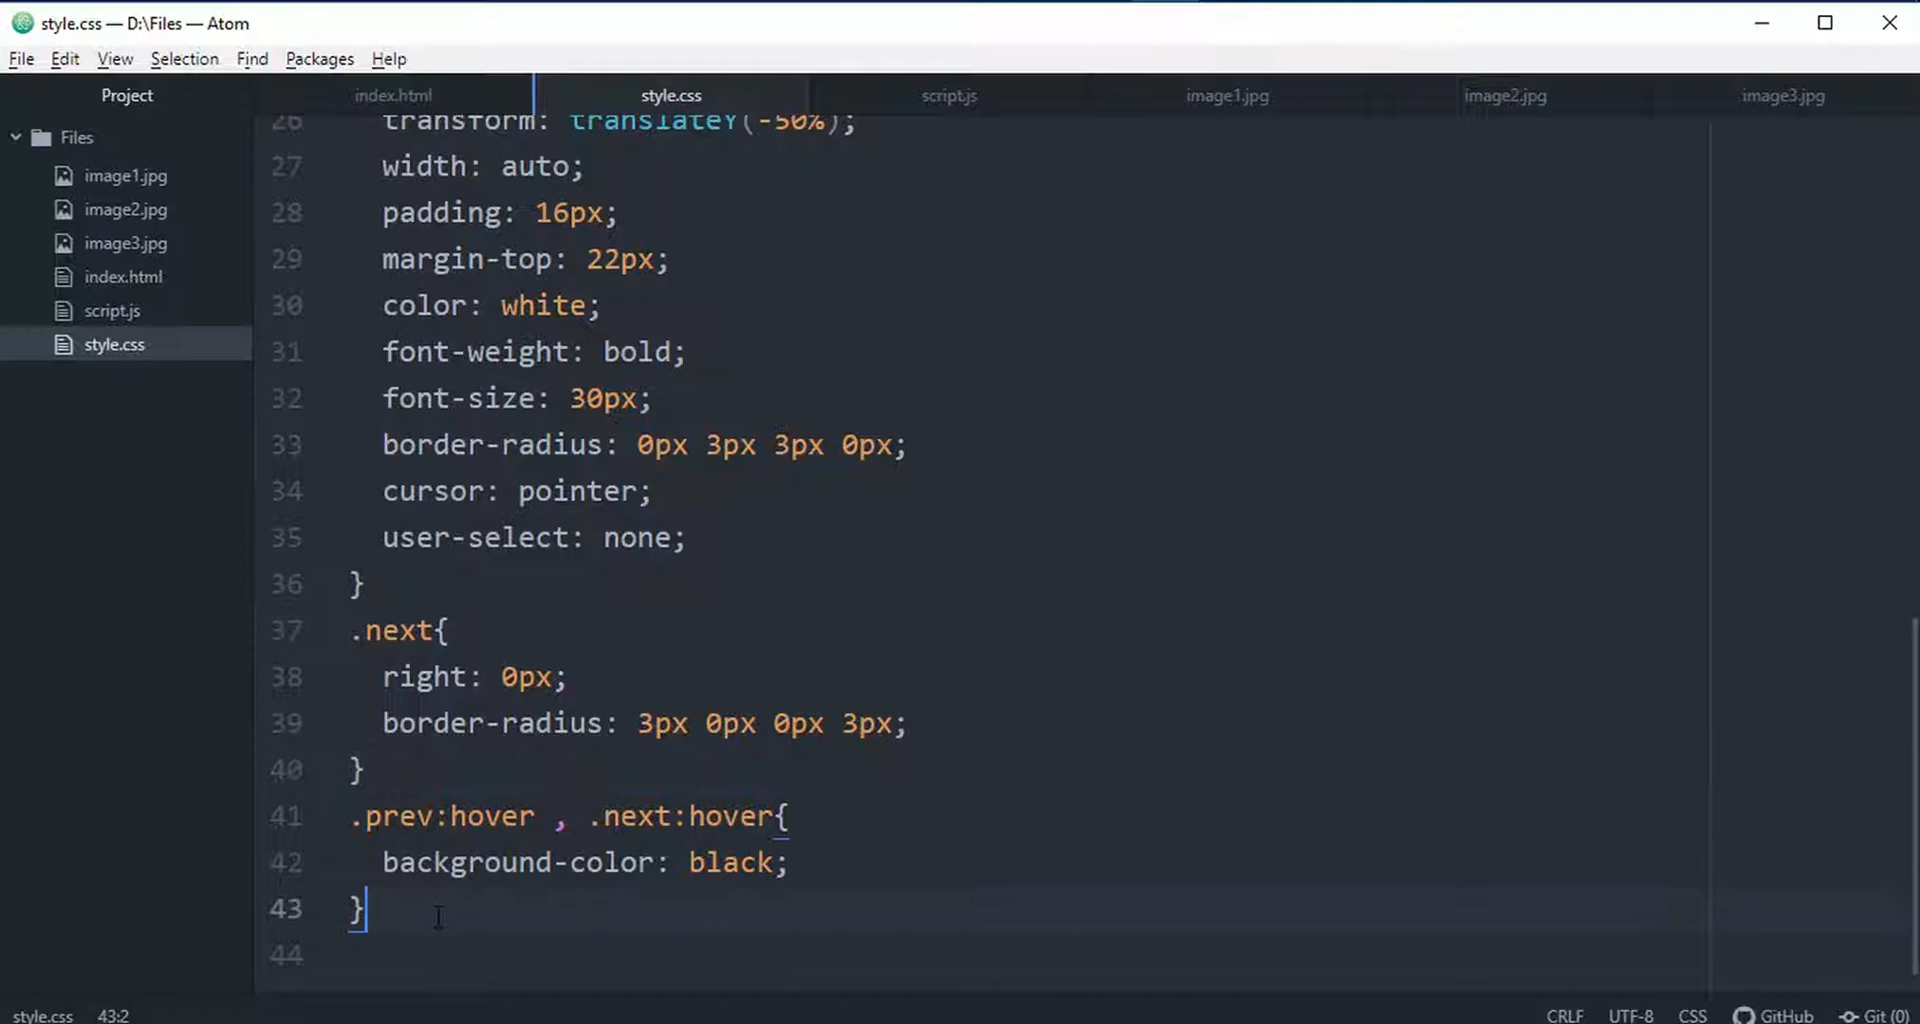 style.css — D:\Files — Atom
File Edit View Selection Find Packages Help
Project
index.html style.css script.js image1.jpg image2.jpg image3.jpg
Files
image1.jpg
image2.jpg
image3.jpg
index.html
script.js
style.css
26 transform: translateY(-50%);
27 width: auto;
28 padding: 16px;
29 margin-top: 22px;
30 color: white;
31 font-weight: bold;
32 font-size: 30px;
33 border-radius: 0px 3px 3px 0px;
34 cursor: pointer;
35 user-select: none;
36 }
37 .next{
38 right: 0px;
39 border-radius: 3px 0px 0px 3px;
40 }
41 .prev:hover , .next:hover{
42 background-color: black;
43 }
44
style.css 43:2 CRLF UTF-8 CSS GitHub Git (0)